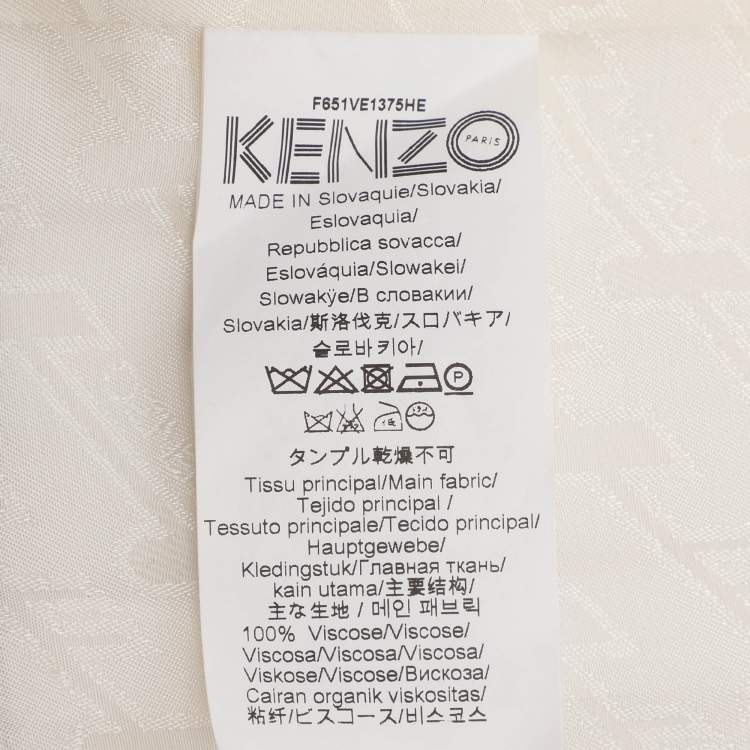 F651VE1375HE
KENZO PARIS
MADE IN Slovaquie/Slovakia/
Eslovaquia/
Repubblica sovacca/
Eslováquia/Slowakei/
Slowakÿe/В словакии/
Slovakia/斯洛伐克/スロバキア/
슬로바키아/
P
タンブル乾燥不可
Tissu principal/Main fabric/
Tejido principal /
Tessuto principale/Tecido principal/
Hauptgewebe/
Kledingstuk/Главная ткань/
kain utama/主要结构/
主な生地 / 메인 패브릭
100% Viscose/Viscose/
Viscosa/Viscosa/Viscosa/
Viskose/Viscose/Вискоза/
Cairan organik viskositas/
粘纤/ビスコース/비스코스